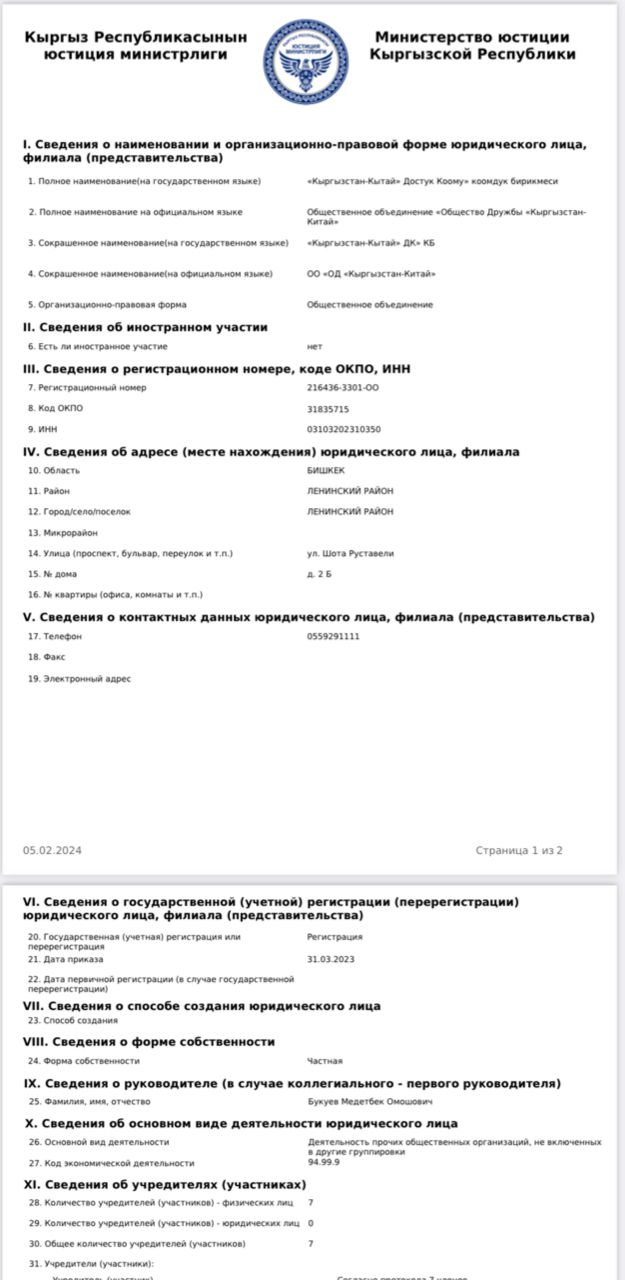 Кыргыз Республикасынын
юстиция министрлиги
ЮСТИЦИЯ
МИНИСТРЛИГИ
Министерство юстиции
Кыргызской Республики
I. Сведения о наименовании и организационно-правовой форме юридического лица,
филиала (представительства)
1. Полное наименование(на государственном языке) «Кыргызстан-Кытай» Достук Коому» коомдук бирикмеси
2. Полное наименование на официальном языке Общественное объединение «Общество Дружбы «Кыргызстан-
Китай»
3. Сокрашенное наименование(на государственном языке) «Кыргызстан-Кытай» ДК» КБ
4. Сокрашенное наименование(на официальном языке) ОО «ОД «Кыргызстан-Китай»
5. Организационно-правовая форма Общественное объединение
II. Сведения об иностранном участии
6. Есть ли иностранное участие нет
III. Сведения о регистрационном номере, коде ОКПО, ИНН
7. Регистрационный номер 216436-3301-ОО
8. Код ОКПО 31835715
9. ИНН 03103202310350
IV. Сведения об адресе (месте нахождения) юридического лица, филиала
10. Область БИШКЕК
11. Район ЛЕНИНСКИЙ РАЙОН
12. Город/село/поселок ЛЕНИНСКИЙ РАЙОН
13. Микрорайон
14. Улица (проспект, бульвар, переулок и т.п.) ул. Шота Руставели
15. № дома д. 2 Б
16. № квартиры (офиса, комнаты и т.п.)
V. Сведения о контактных данных юридического лица, филиала (представительства)
17. Телефон 0559291111
18. Факс
19. Электронный адрес
05.02.2024 Страница 1 из 2
VI. Сведения о государственной (учетной) регистрации (перерегистрации)
юридического лица, филиала (представительства)
20. Государственная (учетная) регистрация или Регистрация
перерегистрация
21. Дата приказа 31.03.2023
22. Дата первичной регистрации (в случае государственной
перерегистрации)
VII. Сведения о способе создания юридического лица
23. Способ создания
VIII. Сведения о форме собственности
24. Форма собственности Частная
IX. Сведения о руководителе (в случае коллегиального - первого руководителя)
25. Фамилия, имя, отчество Букуев Медетбек Омошович
X. Сведения об основном виде деятельности юридического лица
26. Основной вид деятельности Деятельность прочих общественных организаций, не включенных
в другие группировки
27. Код экономической деятельности 94.99.9
XI. Сведения об учредителях (участниках)
28. Количество учредителей (участников) - физических лиц 7
29. Количество учредителей (участников) - юридических лиц 0
30. Общее количество учредителей (участников) 7
31. Учредители (участники):
Учредитель (участник) Согласно протокола 7 членов